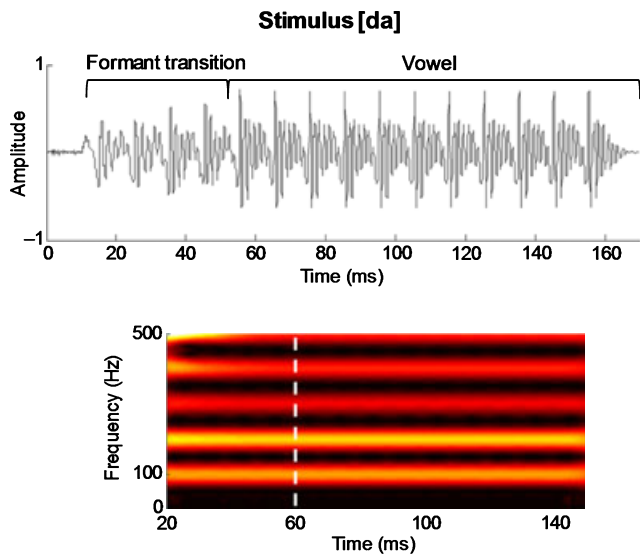 Stimulus [da]
Formant transition Vowel
1
Amplitude
–1
0 20 40 60 80 100 120 140 160
Time (ms)
500
Frequency (Hz)
100
0
20 60 100 140
Time (ms)